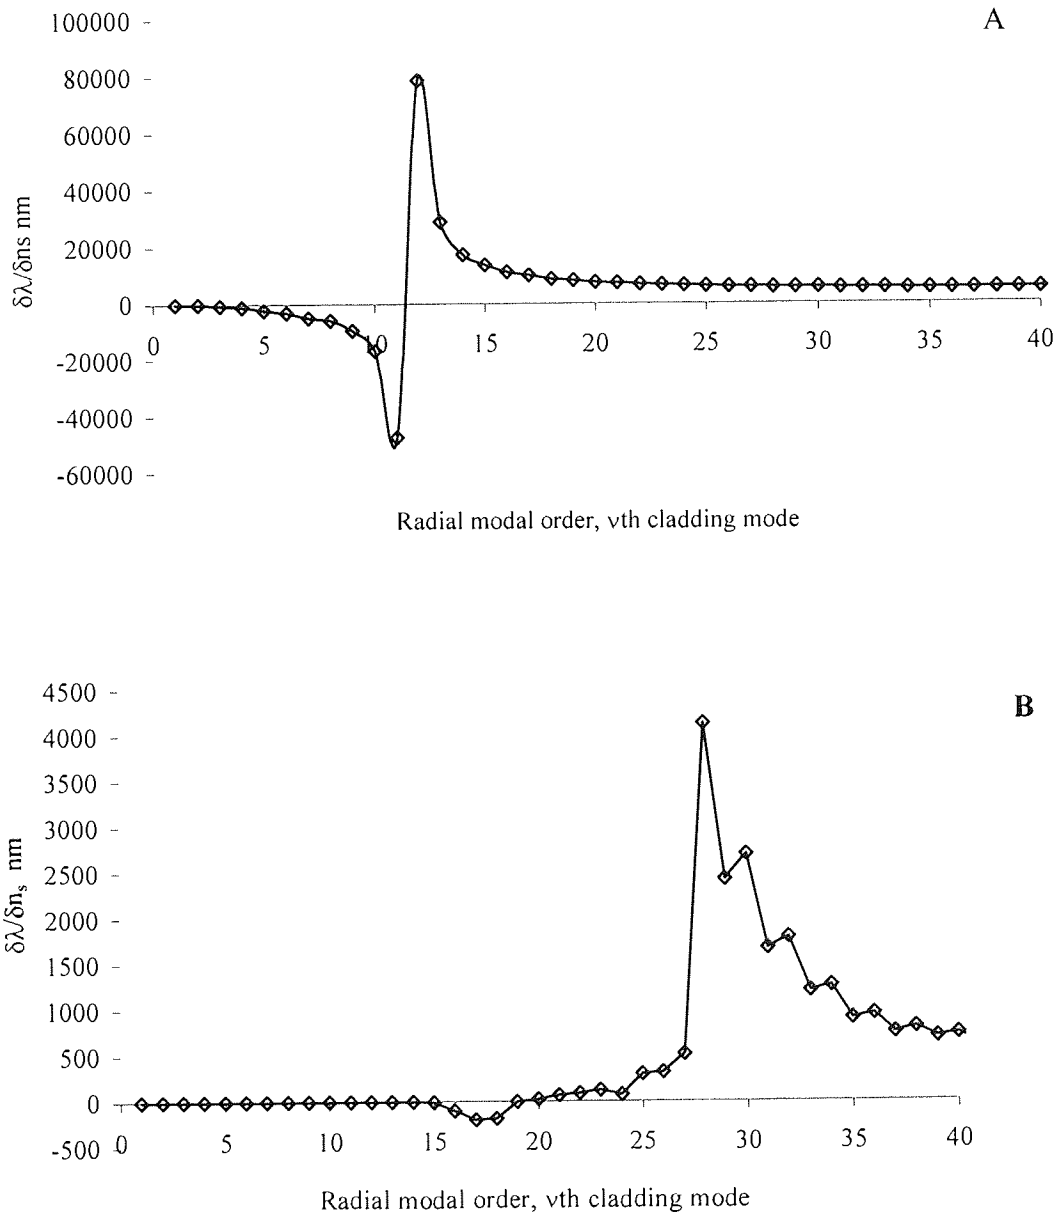 A
100000
80000
60000
40000
20000
0
-20000
-40000
-60000
δλ/δns nm
0 5 10 15 20 25 30 35 40
Radial modal order, νth cladding mode
B
4500
4000
3500
3000
2500
2000
1500
1000
500
0
-500
δλ/δnₛ nm
0 5 10 15 20 25 30 35 40
Radial modal order, νth cladding mode